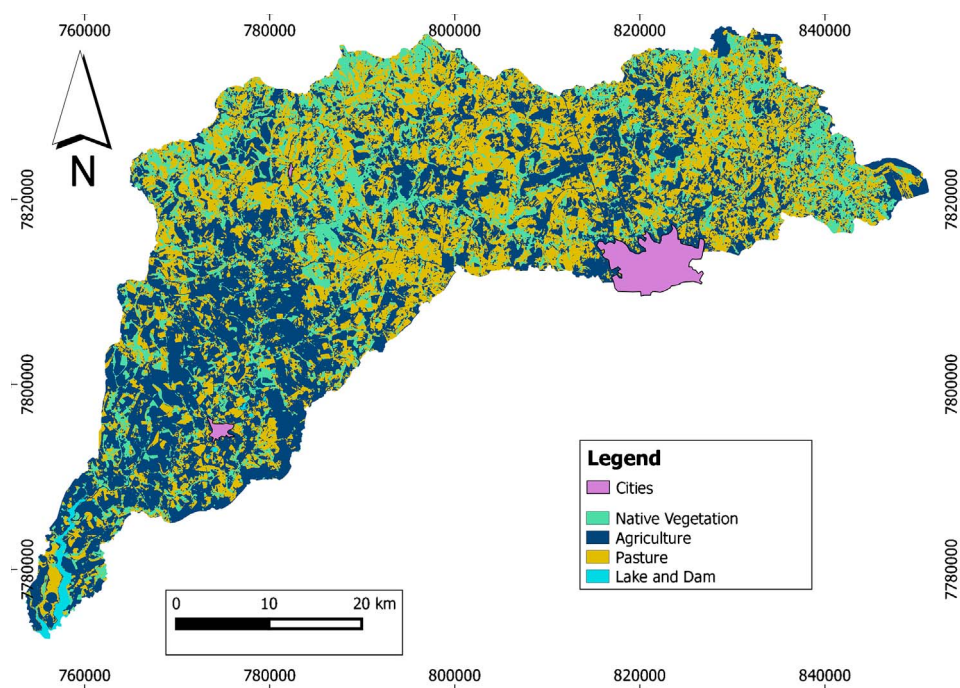 760000 780000 800000 820000 840000
N
7820000 7820000
7800000 7800000
Legend
Cities
Native Vegetation
Agriculture
Pasture
Lake and Dam
7780000 7780000
0 10 20 km
760000 780000 800000 820000 840000